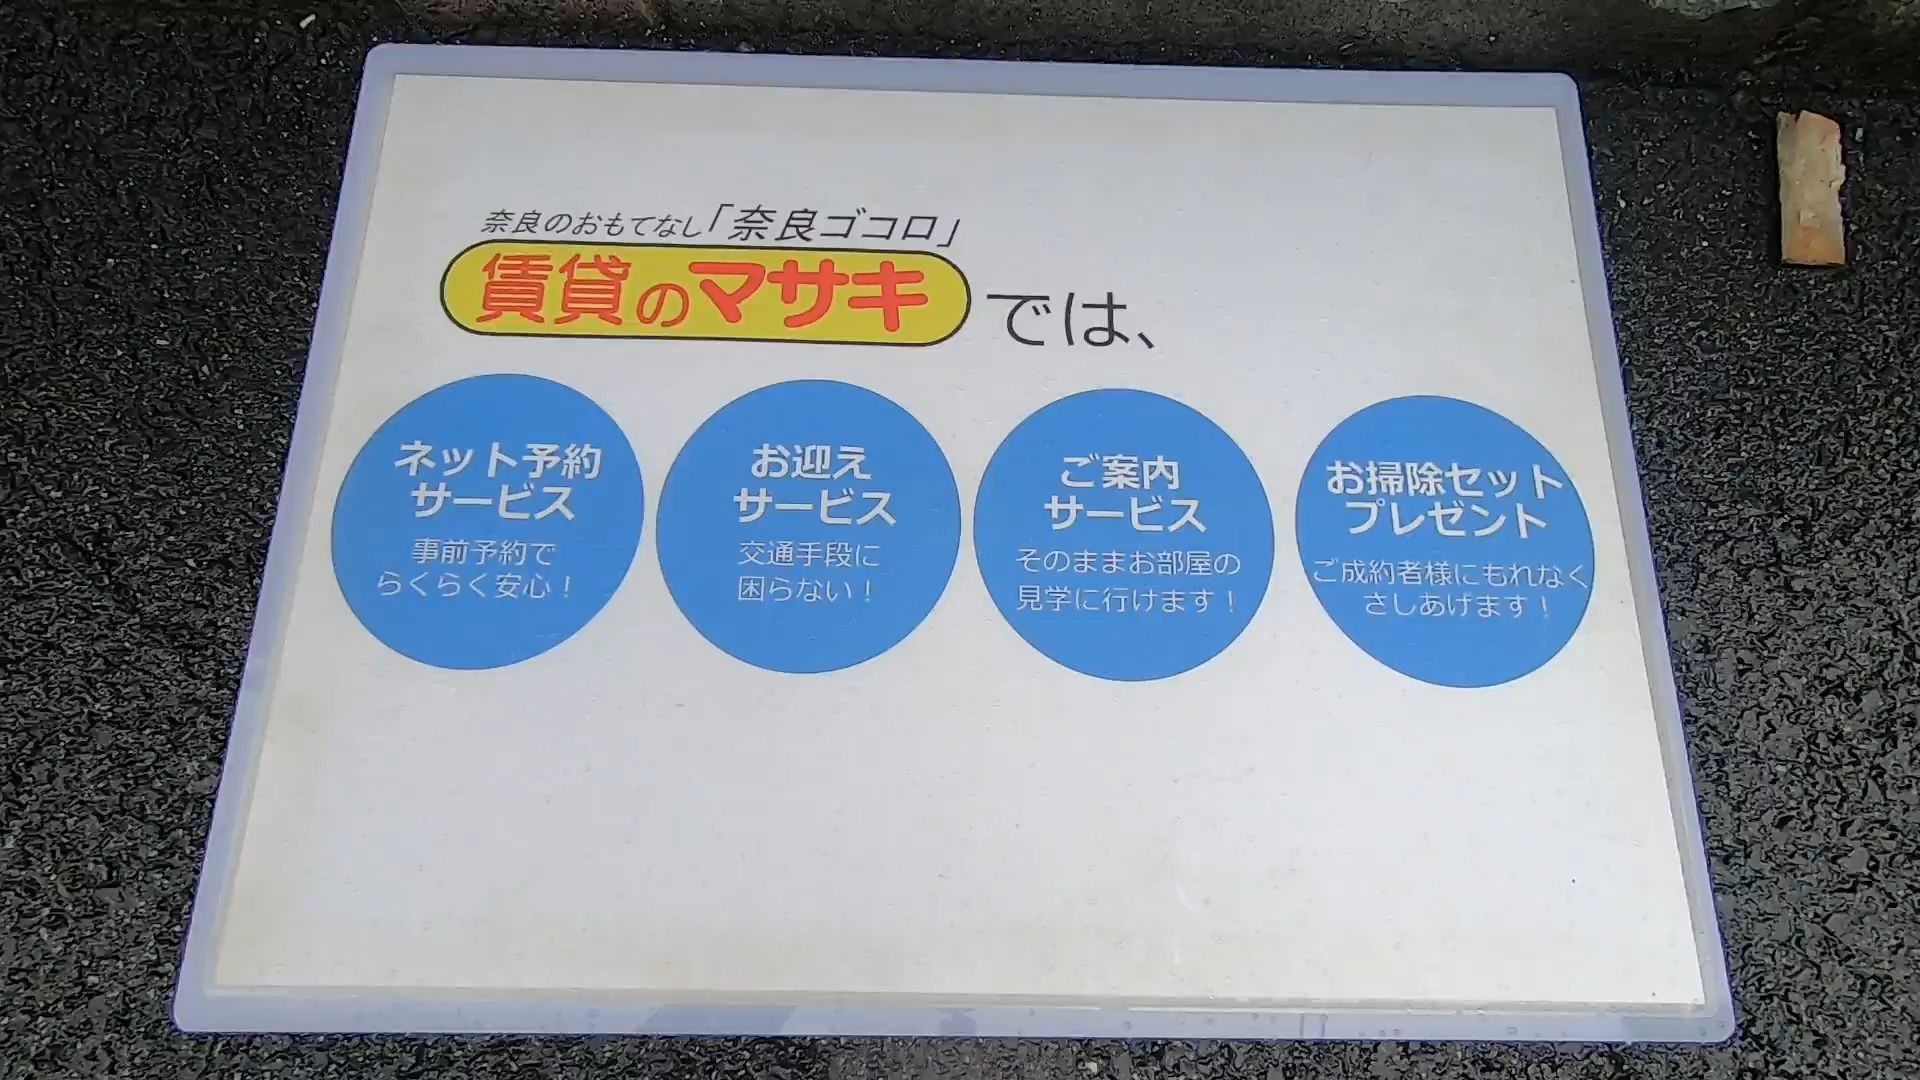 奈良のおもてなし「奈良ゴコロ」
賃貸のマサキでは、
ネット予約
サービス
事前予約で
らくらく安心！
お迎え
サービス
交通手段に
困らない！
ご案内
サービス
そのままお部屋の
見学に行けます！
お掃除セット
プレゼント
ご成約者様にもれなく
さしあげます！